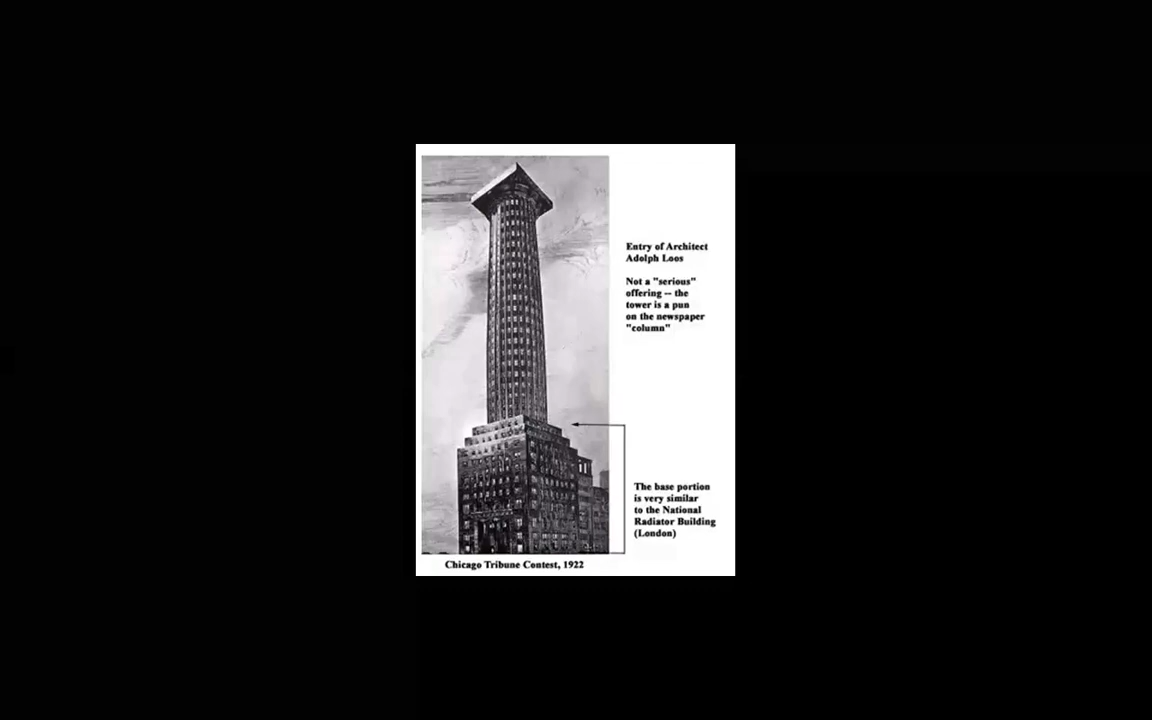 Entry of Architect
Adolph Loos
Not a "serious"
offering -- the
tower is a pun
on the newspaper
"column"
The base portion
is very similar
to the National
Radiator Building
(London)
Chicago Tribune Contest, 1922